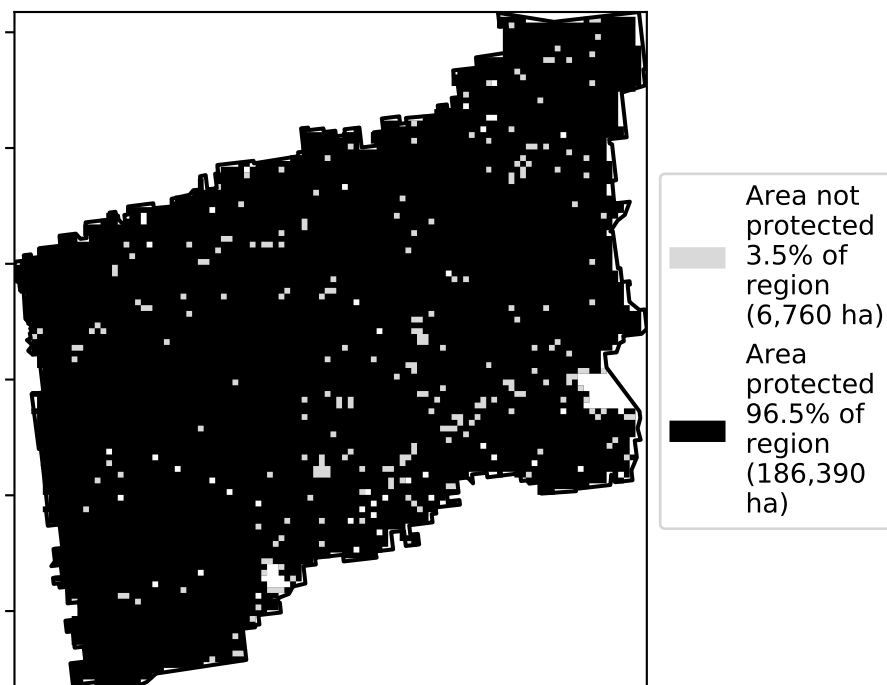 Area not
protected
3.5% of
region
(6,760 ha)
Area
protected
96.5% of
region
(186,390
ha)